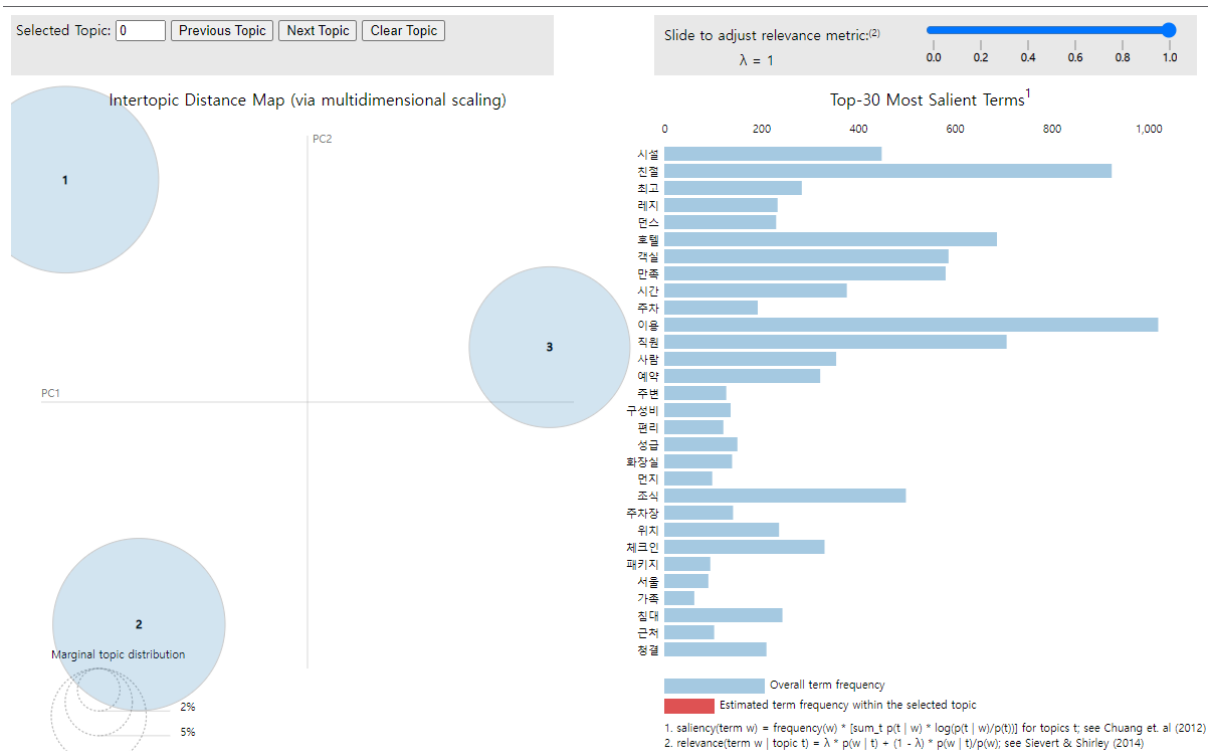 Selected Topic: 0 Previous Topic Next Topic Clear Topic
Slide to adjust relevance metric:(2)
λ = 1
0.0 0.2 0.4 0.6 0.8 1.0
Intertopic Distance Map (via multidimensional scaling)
PC2
PC1
1
3
2
Marginal topic distribution
2%
5%
Top-30 Most Salient Terms1
0 200 400 600 800 1,000
시설
친절
최고
레지
던스
호텔
객실
만족
시간
주차
이용
직원
사람
예약
주변
구성비
편리
성급
화장실
먼지
조식
주차장
위치
체크인
패키지
서울
가족
침대
근처
청결
Overall term frequency
Estimated term frequency within the selected topic
1. saliency(term w) = frequency(w) * [sum_t p(t | w) * log(p(t | w)/p(t))] for topics t; see Chuang et. al (2012)
2. relevance(term w | topic t) = λ * p(w | t) + (1 - λ) * p(w | t)/p(w); see Sievert & Shirley (2014)